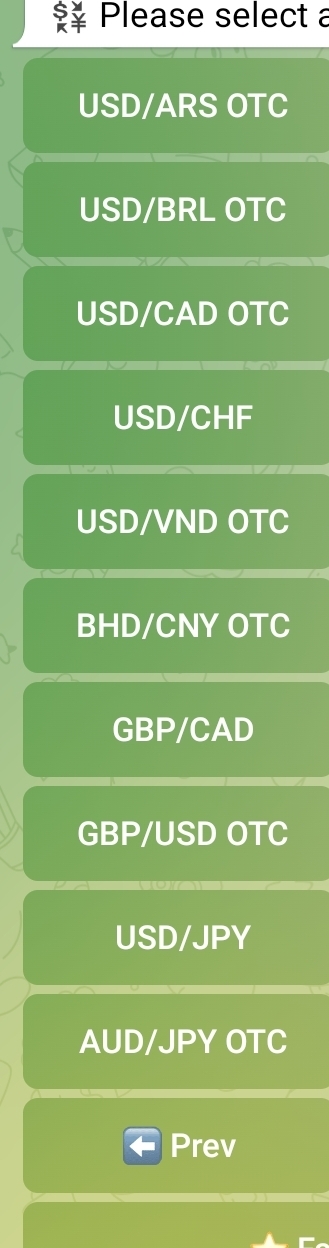 Please select
USD/ARS OTC
USD/BRL OTC
USD/CAD OTC
USD/CHF
USD/VND OTC
BHD/CNY OTC
GBP/CAD
GBP/USD OTC
USD/JPY
AUD/JPY OTC
Prev